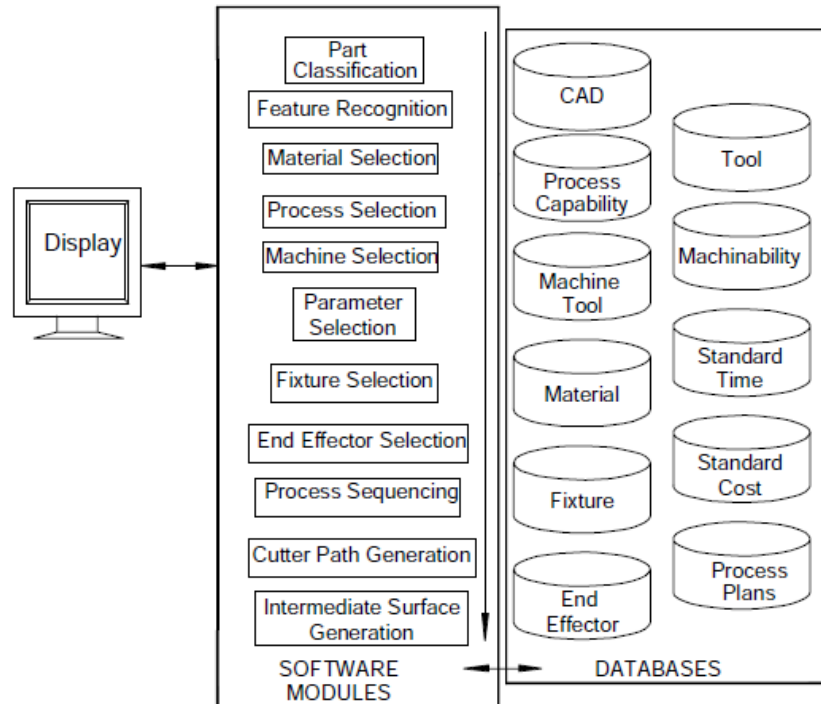 Display
Part
Classification
Feature Recognition
Material Selection
Process Selection
Machine Selection
Parameter
Selection
Fixture Selection
End Effector Selection
Process Sequencing
Cutter Path Generation
Intermediate Surface
Generation
SOFTWARE
MODULES
CAD
Process
Capability
Machine
Tool
Material
Fixture
End
Effector
Tool
Machinability
Standard
Time
Standard
Cost
Process
Plans
DATABASES